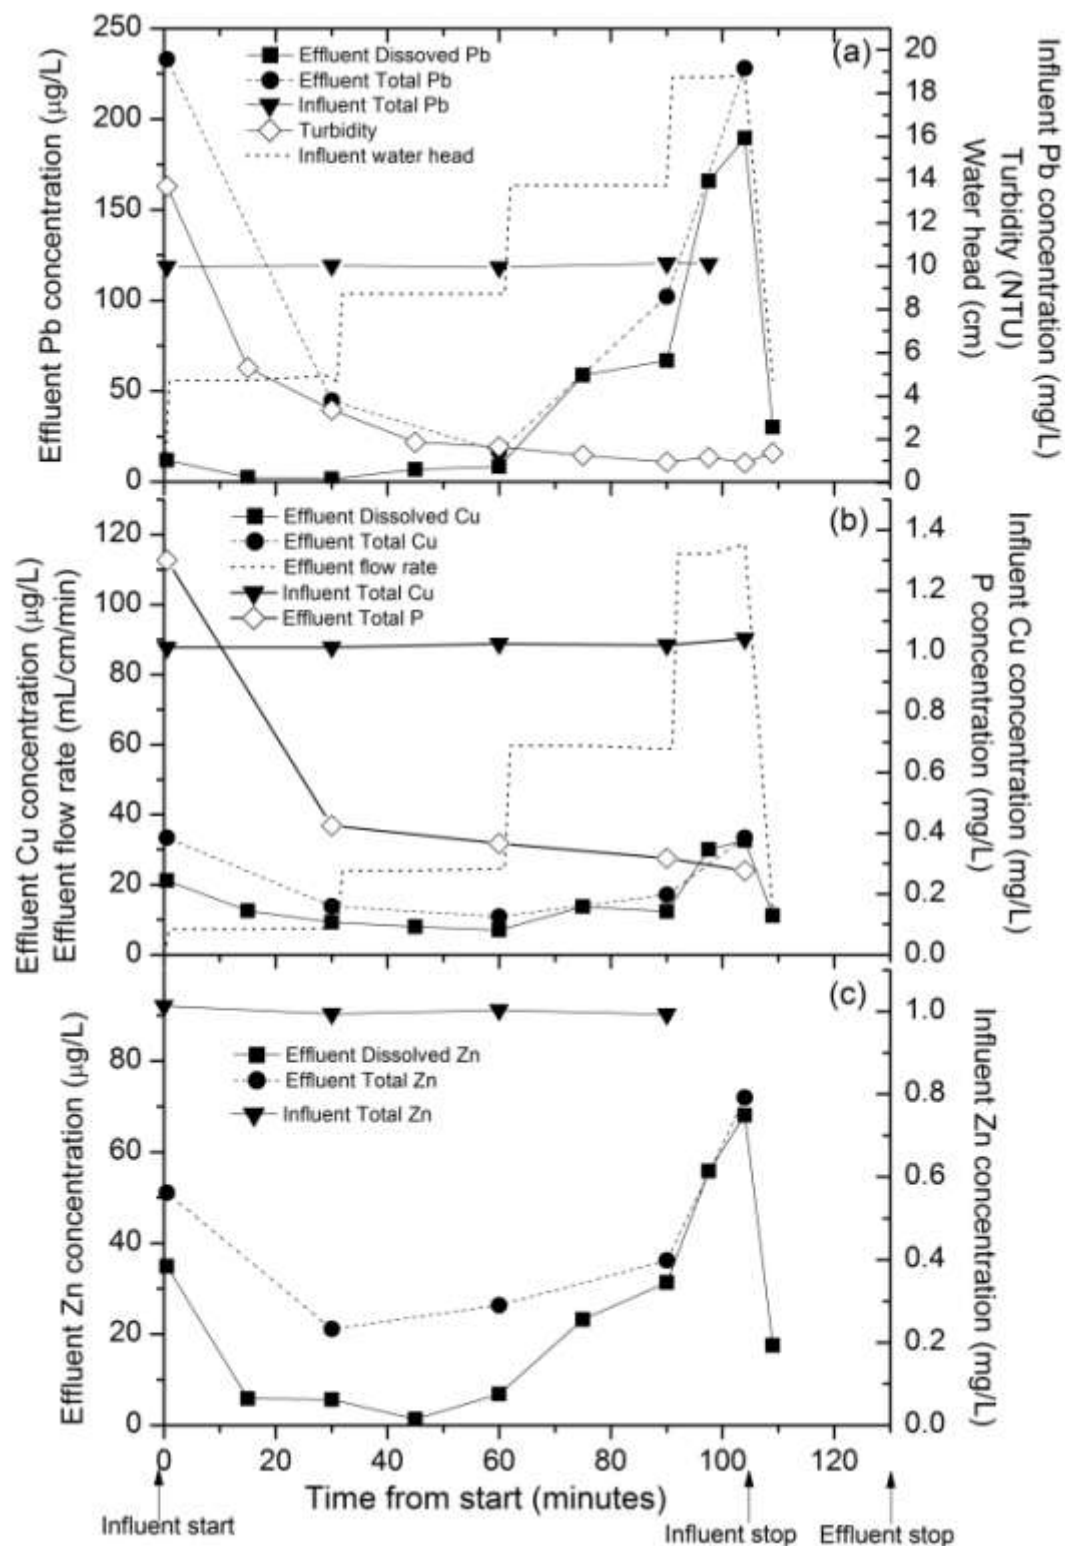 (a)
250
200
150
100
50
0
Effluent Pb concentration (μg/L)
Effluent Dissoved Pb
Effluent Total Pb
Influent Total Pb
Turbidity
Influent water head
20
18
16
14
12
10
8
6
4
2
0
Influent Pb concentration (mg/L)
Turbidity (NTU)
Water head (cm)
(b)
120
100
80
60
40
20
0
Effluent Cu concentration (μg/L)
Effluent flow rate (mL/cm/min)
Effluent Dissolved Cu
Effluent Total Cu
Effluent flow rate
Influent Total Cu
Effluent Total P
1.4
1.2
1.0
0.8
0.6
0.4
0.2
0.0
Influent Cu concentration (mg/L)
P concentration (mg/L)
(c)
80
60
40
20
0
Effluent Zn concentration (μg/L)
Effluent Dissolved Zn
Effluent Total Zn
Influent Total Zn
1.0
0.8
0.6
0.4
0.2
0.0
Influent Zn concentration (mg/L)
0 20 40 60 80 100 120
Time from start (minutes)
Influent start
Influent stop
Effluent stop